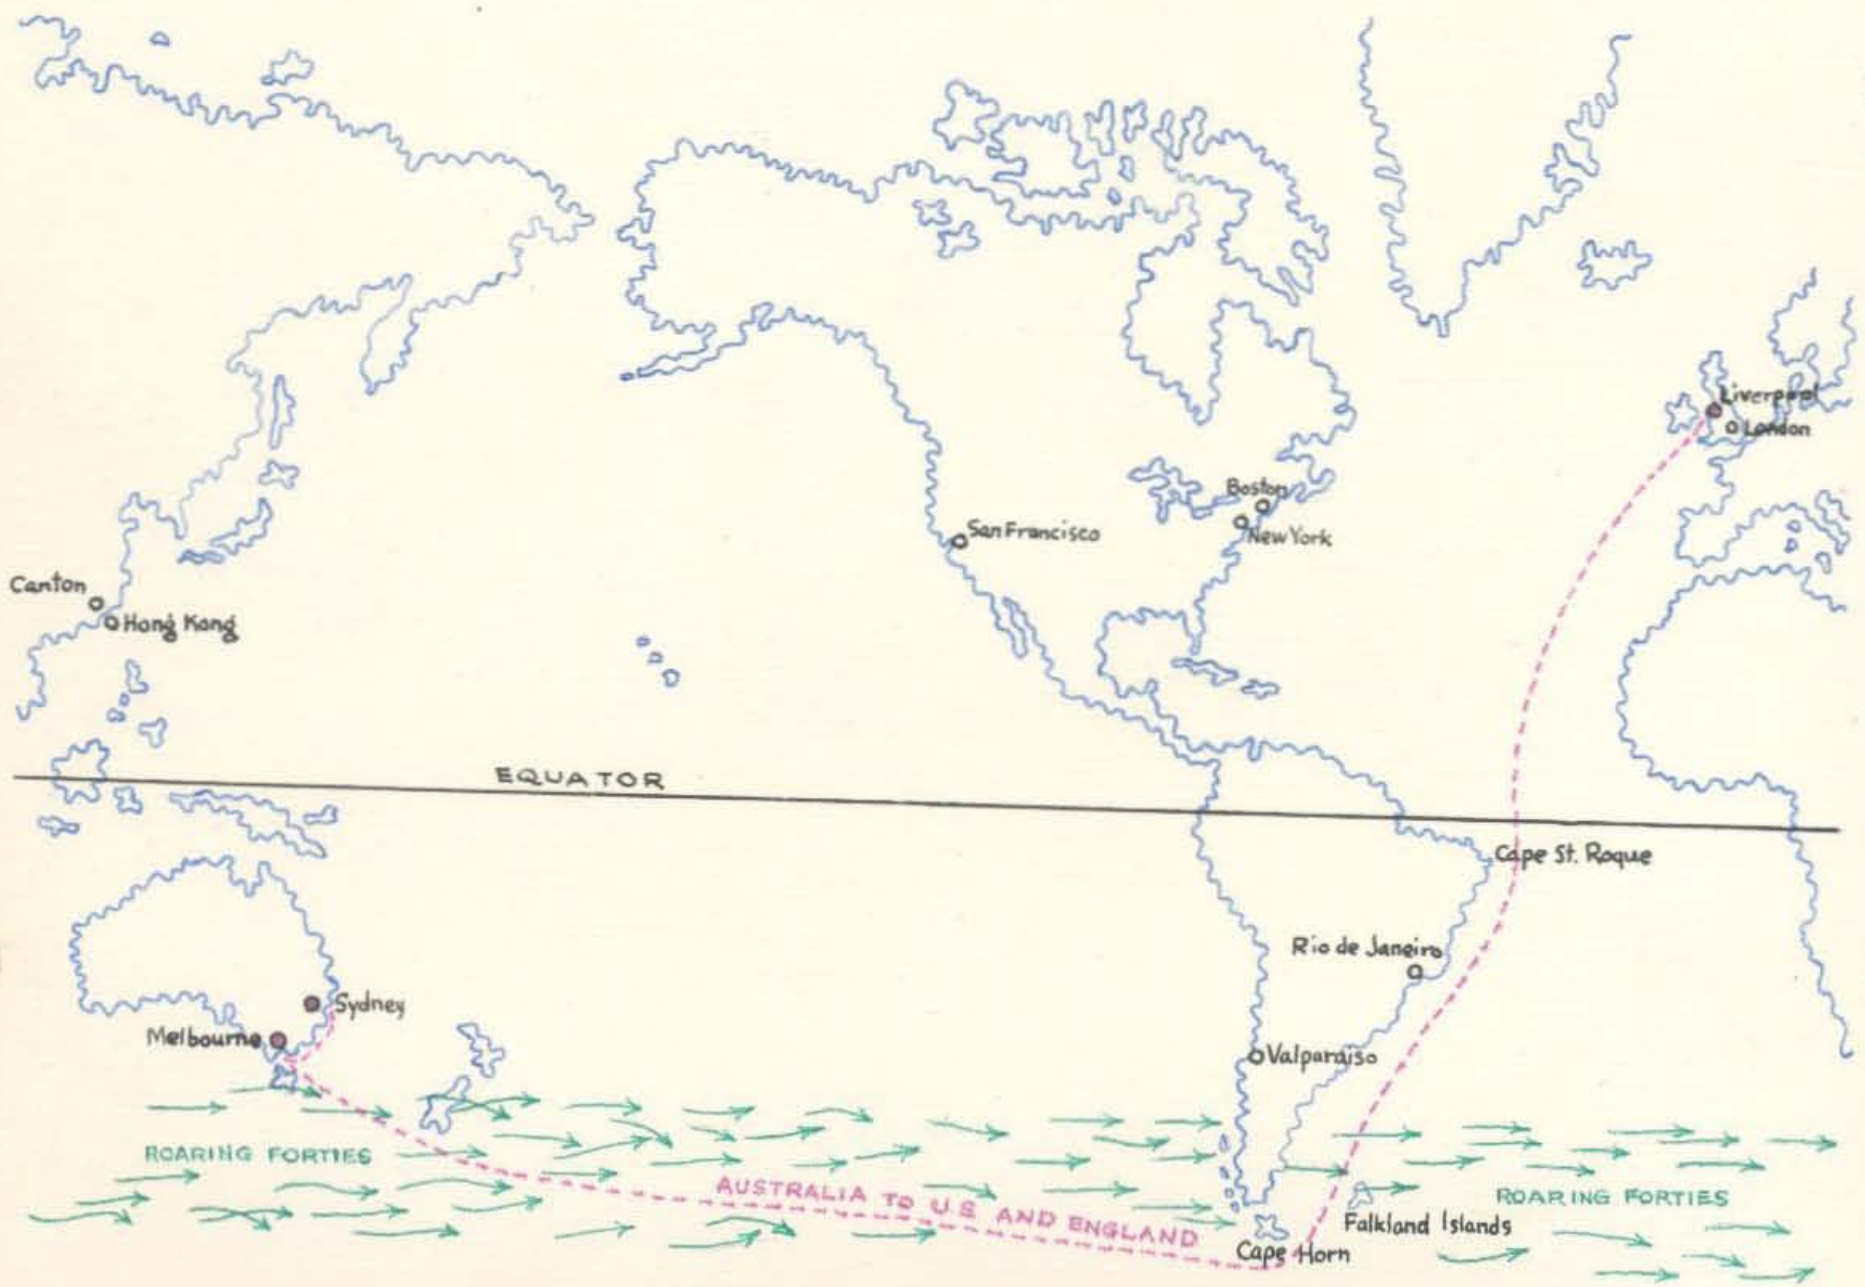 Liverpool
London
Boston
New York
San Francisco
Canton
Hong Kong
EQUATOR
Cape St. Roque
Rio de Janeiro
Sydney
Melbourne
Valparaiso
ROARING FORTIES
AUSTRALIA TO U.S. AND ENGLAND
ROARING FORTIES
Falkland Islands
Cape Horn